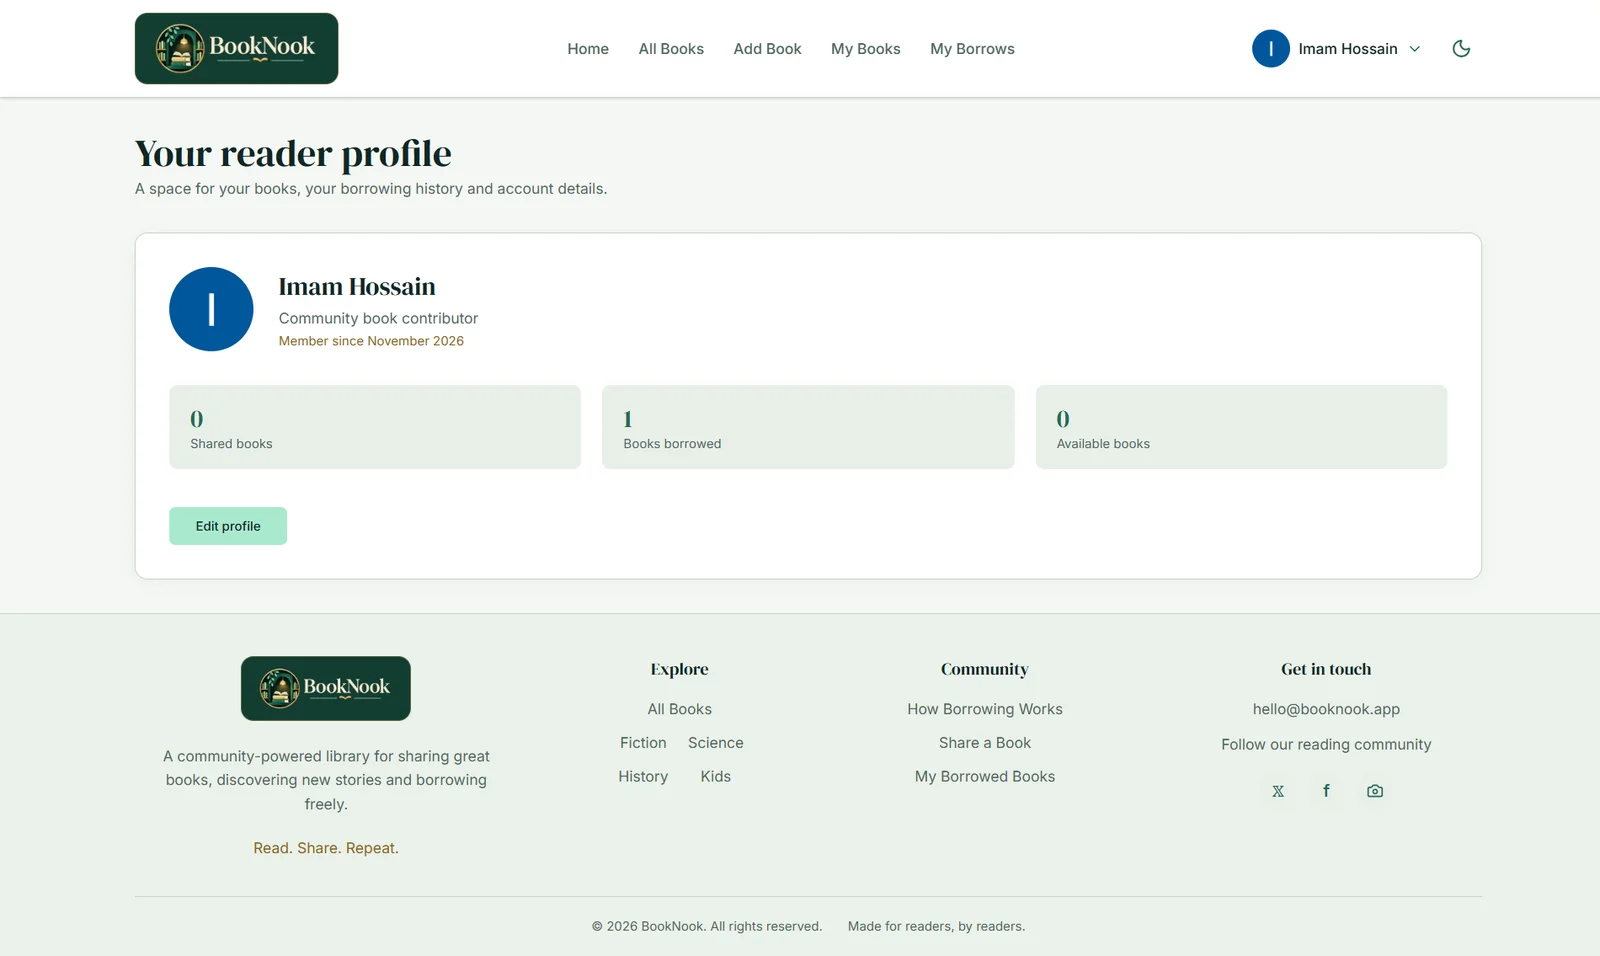 BookNook
Home
All Books
Add Book
My Books
My Borrows
I
Imam Hossain
Your reader profile
A space for your books, your borrowing history and account details.
I
Imam Hossain
Community book contributor
Member since November 2026
0
Shared books
1
Books borrowed
0
Available books
Edit profile
BookNook
A community-powered library for sharing great
books, discovering new stories and borrowing
freely.
Read. Share. Repeat.
Explore
All Books
Fiction Science
History Kids
Community
How Borrowing Works
Share a Book
My Borrowed Books
Get in touch
hello@booknook.app
Follow our reading community
𝕏 f
© 2026 BookNook. All rights reserved. Made for readers, by readers.